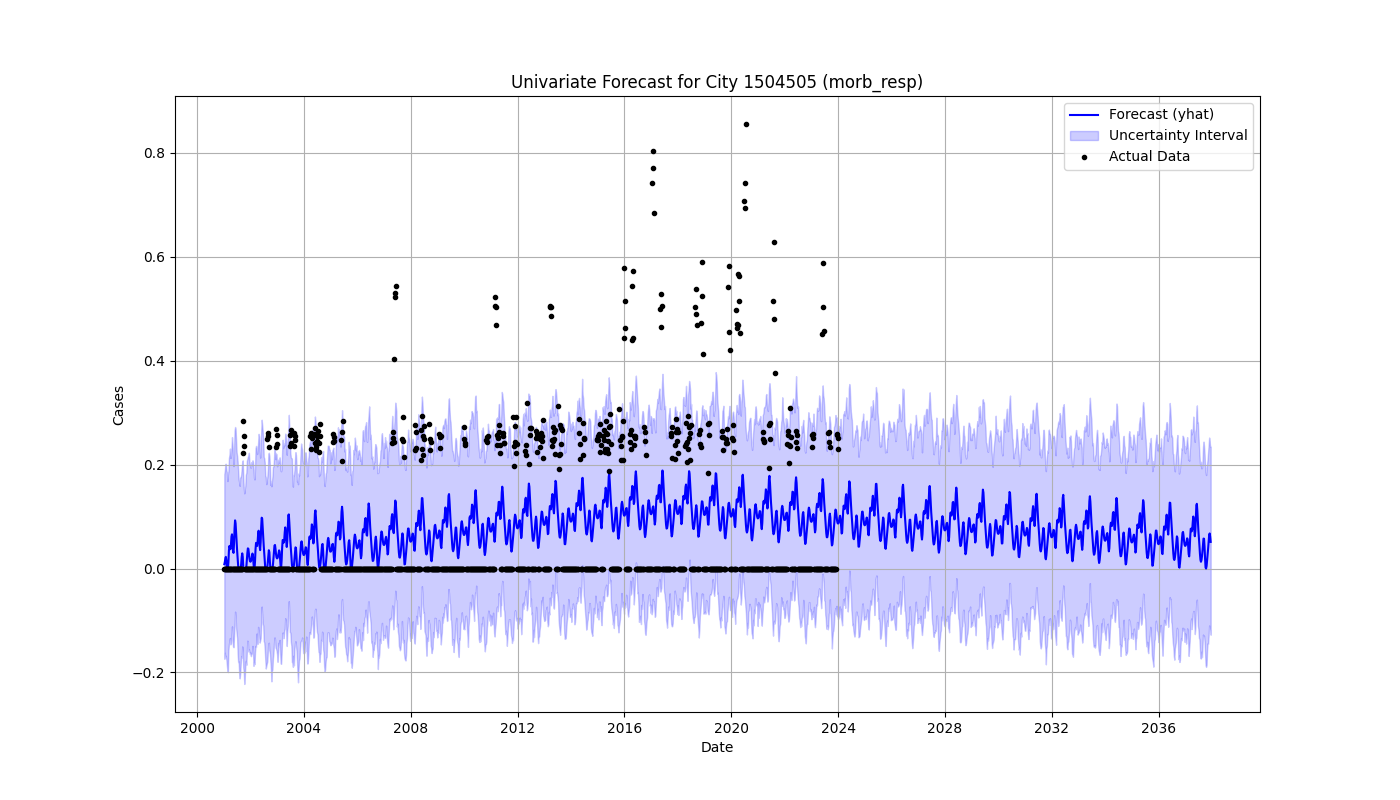 Univariate Forecast for City 1504505 (morb_resp)
Forecast (yhat)
Uncertainty Interval
Actual Data
Cases
0.8
0.6
0.4
0.2
0.0
−0.2
2000 2004 2008 2012 2016 2020 2024 2028 2032 2036
Date